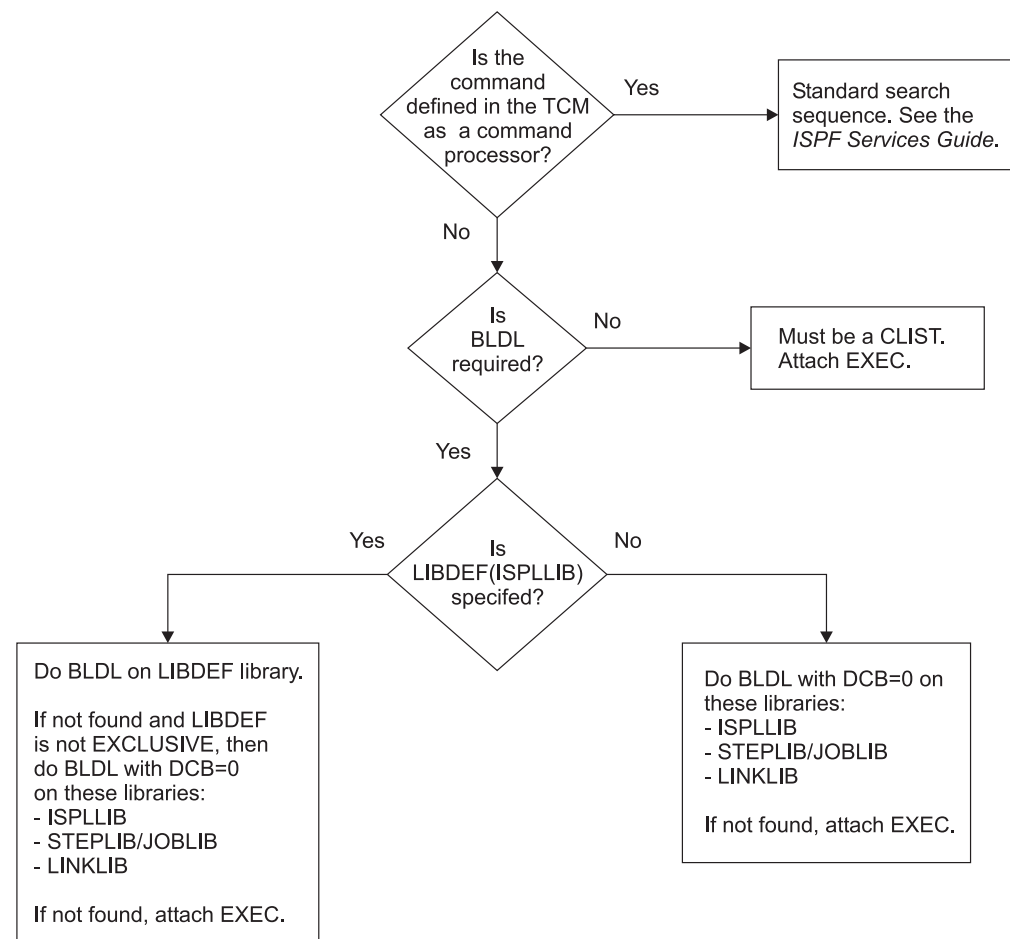 Is the
command
defined in the TCM
as a command
processor?
Yes
Standard search
sequence. See the
ISPF Services Guide.
No
Is
BLDL
required?
No
Must be a CLIST.
Attach EXEC.
Yes
Is
LIBDEF(ISPLLIB)
specifed?
Yes
No
Do BLDL on LIBDEF library.
If not found and LIBDEF
is not EXCLUSIVE, then
do BLDL with DCB=0
on these libraries:
- ISPLLIB
- STEPLIB/JOBLIB
- LINKLIB
If not found, attach EXEC.
Do BLDL with DCB=0 on
these libraries:
- ISPLLIB
- STEPLIB/JOBLIB
- LINKLIB
If not found, attach EXEC.